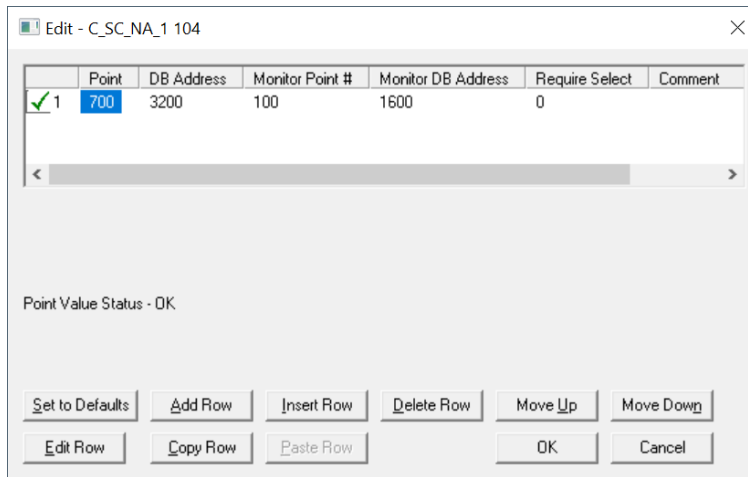 Edit - C_SC_NA_1 104
Point DB Address Monitor Point # Monitor DB Address Require Select Comment
1 700 3200 100 1600 0
Point Value Status - OK
Set to Defaults Add Row Insert Row Delete Row Move Up Move Down
Edit Row Copy Row Paste Row OK Cancel